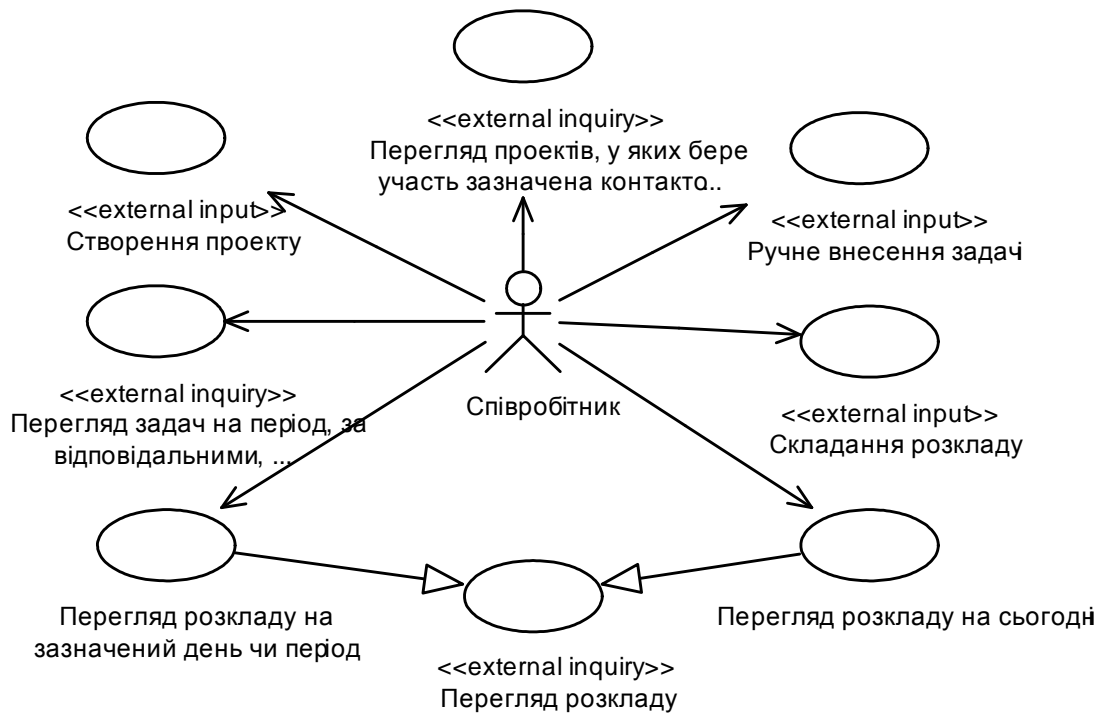 <<external inquiry>>
Перегляд проектів, у яких бере
участь зазначена контакто..
<<external input>>
Створення проекту
<<external input>>
Ручне внесення задачі
<<external inquiry>>
Перегляд задач на період, за
відповідальними, ...
Співробітник
<<external input>>
Складання розкладу
Перегляд розкладу на
зазначений день чи період
Перегляд розкладу на сьогодні
<<external inquiry>>
Перегляд розкладу